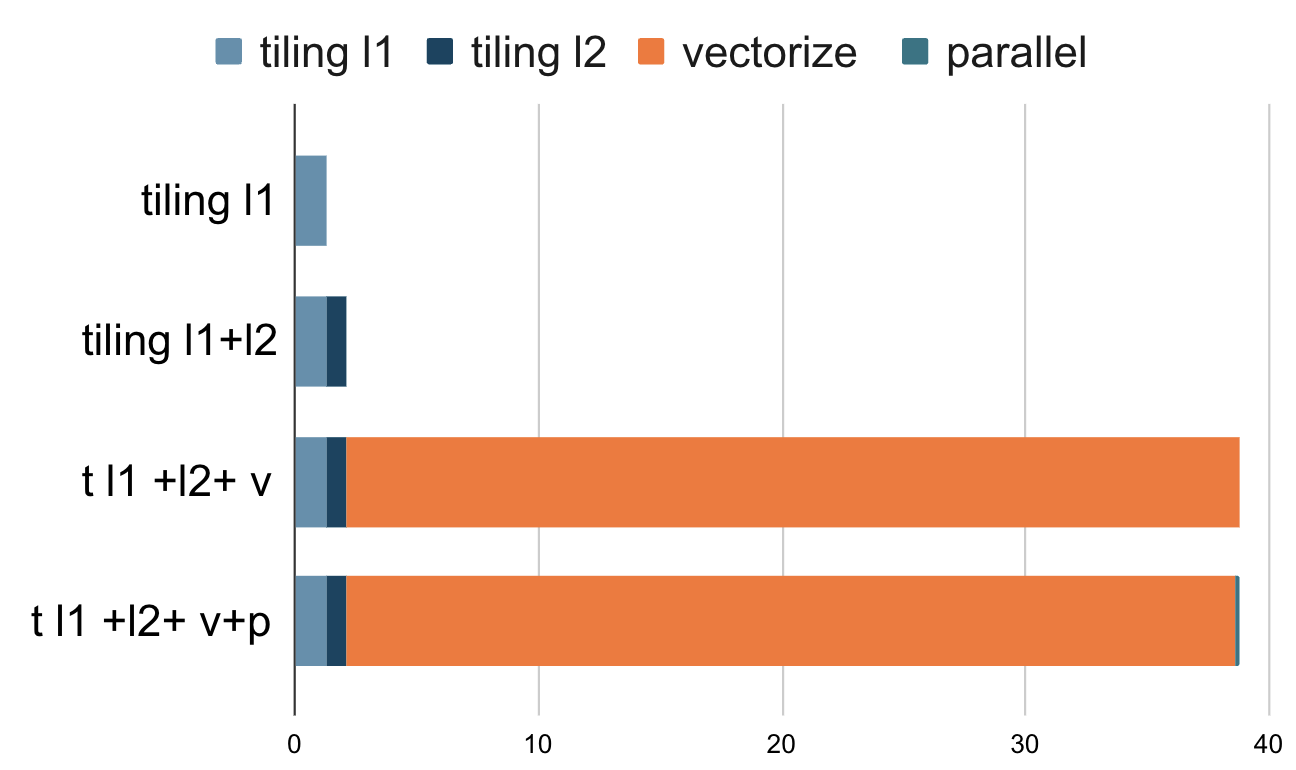 tiling l1 tiling l2 vectorize parallel
tiling l1
tiling l1+l2
t l1 +l2+ v
t l1 +l2+ v+p
0 10 20 30 40